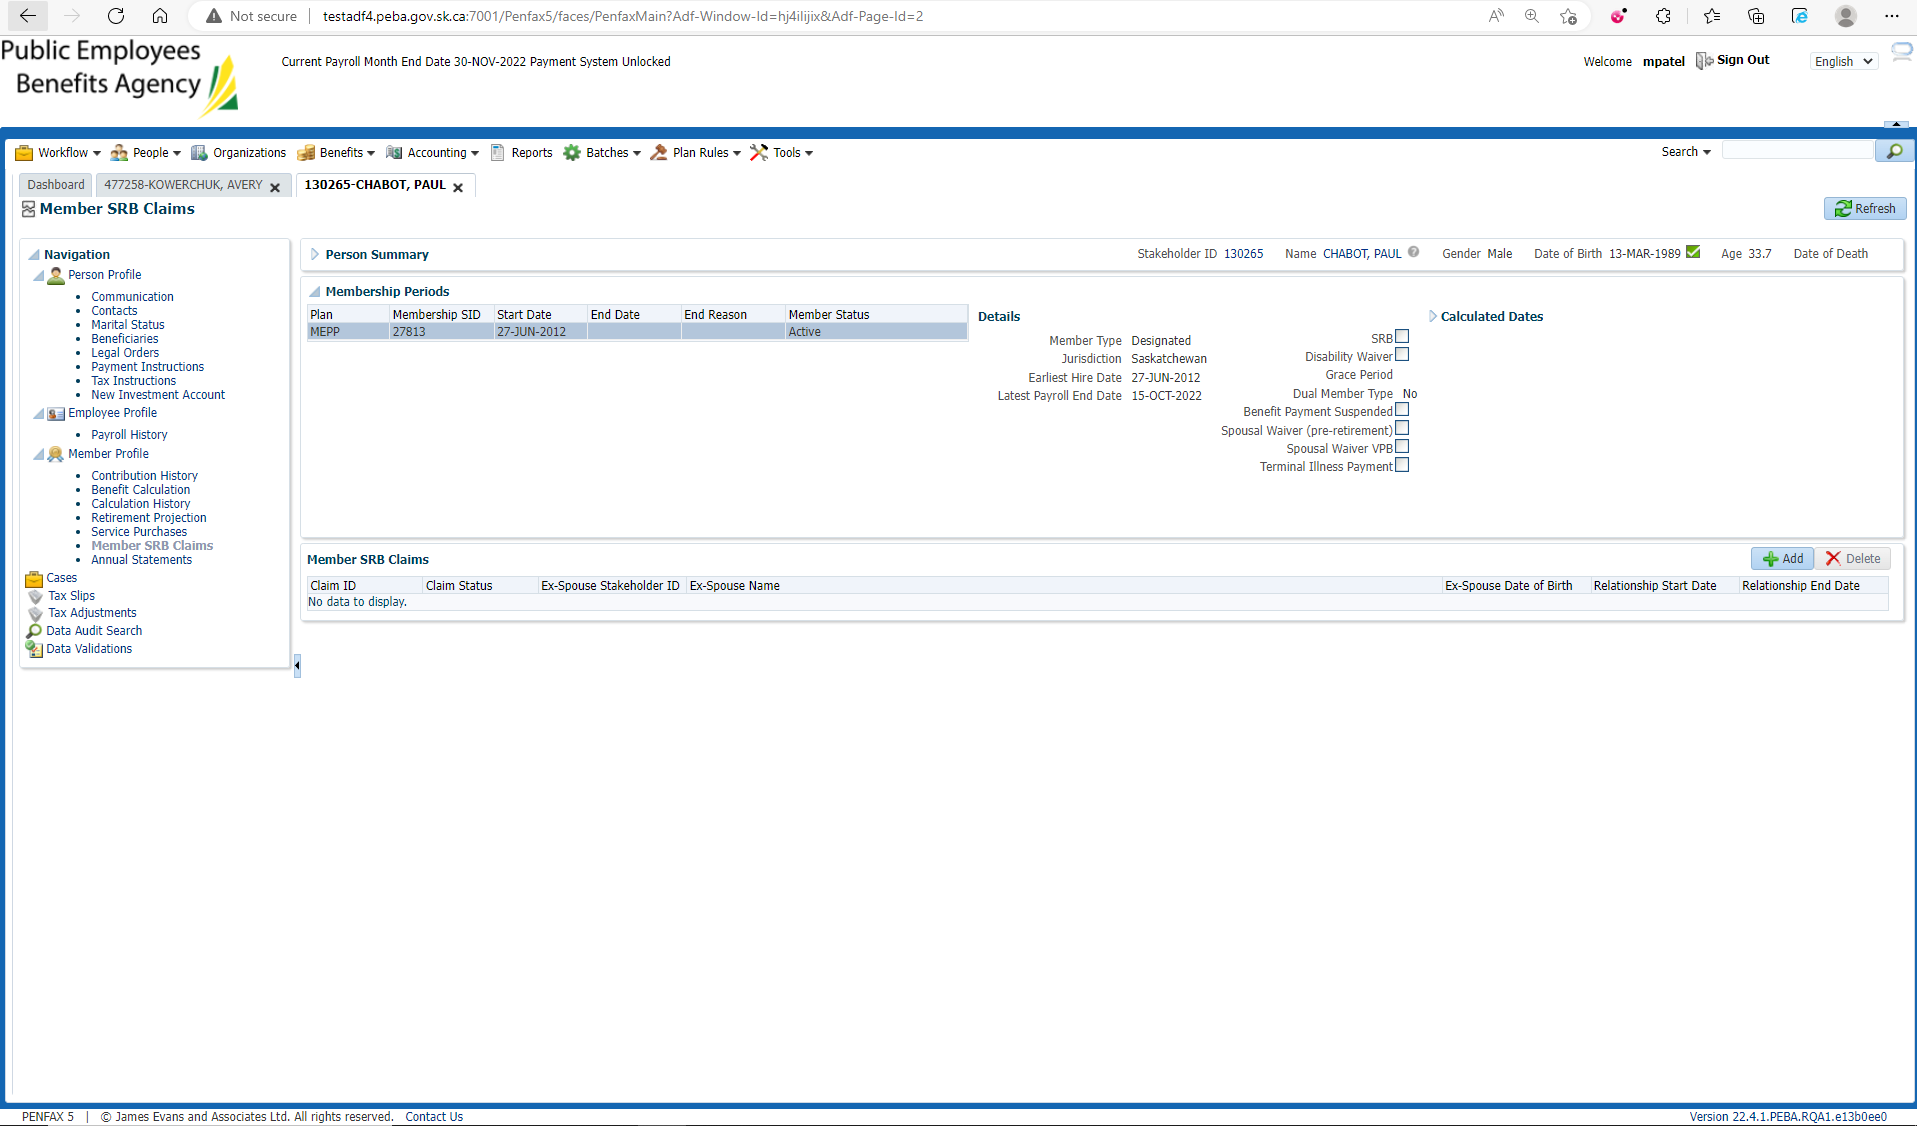 Not secure | testadf4.peba.gov.sk.ca:7001/Penfax5/faces/PenfaxMain?Adf-Window-Id=hj4ilijix&Adf-Page-Id=2
Public Employees
Benefits Agency
Current Payroll Month End Date 30-NOV-2022 Payment System Unlocked
Welcome mpatel Sign Out English
Workflow People Organizations Benefits Accounting Reports Batches Plan Rules Tools Search
Dashboard 477258-KOWERCHUK, AVERY 130265-CHABOT, PAUL
Member SRB Claims
Refresh
Navigation
Person Profile
Communication
Contacts
Marital Status
Beneficiaries
Legal Orders
Payment Instructions
Tax Instructions
New Investment Account
Employee Profile
Payroll History
Member Profile
Contribution History
Benefit Calculation
Calculation History
Retirement Projection
Service Purchases
Member SRB Claims
Annual Statements
Cases
Tax Slips
Tax Adjustments
Data Audit Search
Data Validations
Person Summary Stakeholder ID 130265 Name CHABOT, PAUL Gender Male Date of Birth 13-MAR-1989 Age 33.7 Date of Death
Membership Periods
Plan Membership SID Start Date End Date End Reason Member Status
MEPP 27813 27-JUN-2012 Active
Details
Member Type Designated
Jurisdiction Saskatchewan
Earliest Hire Date 27-JUN-2012
Latest Payroll End Date 15-OCT-2022
SRB
Disability Waiver
Grace Period
Dual Member Type No
Benefit Payment Suspended
Spousal Waiver (pre-retirement)
Spousal Waiver VPB
Terminal Illness Payment
Calculated Dates
Member SRB Claims
Add Delete
Claim ID Claim Status Ex-Spouse Stakeholder ID Ex-Spouse Name Ex-Spouse Date of Birth Relationship Start Date Relationship End Date
No data to display.
PENFAX 5 | © James Evans and Associates Ltd. All rights reserved. Contact Us
Version 22.4.1.PEBA.RQA1.e13b0ee0